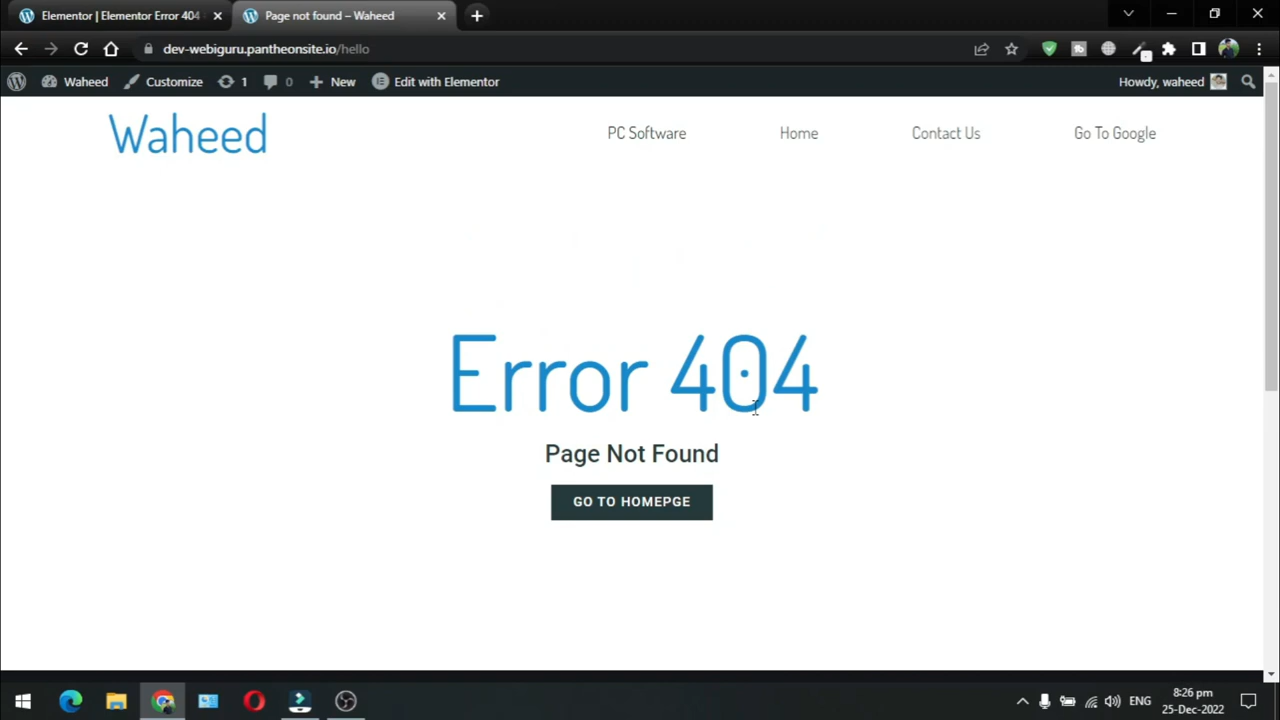 Elementor | Elementor Error 404
Page not found – Waheed
dev-webiguru.pantheonsite.io/hello
Waheed
Customize
1
0
New
Edit with Elementor
Howdy, waheed
Waheed
PC Software
Home
Contact Us
Go To Google
Error 404
Page Not Found
GO TO HOMEPGE
ENG
8:26 pm
25-Dec-2022